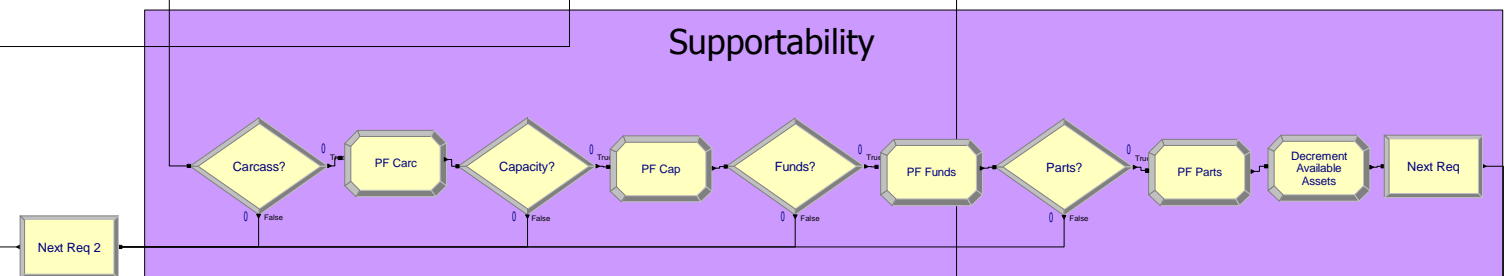 Supportability
Carcass?
0
True
PF Carc
Capacity?
0
True
PF Cap
Funds?
0
True
PF Funds
Parts?
0
True
PF Parts
Decrement
Available
Assets
Next Req
0
False
0
False
0
False
0
False
Next Req 2